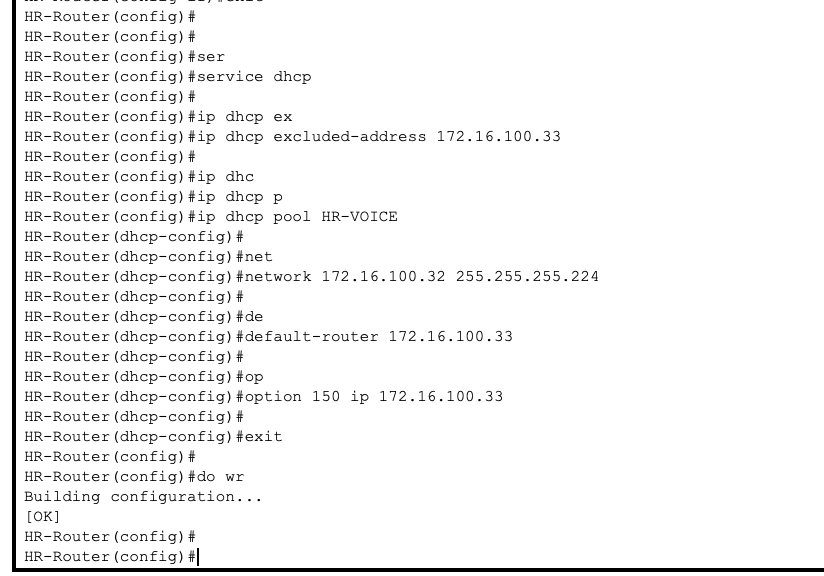 HR-Router(config)#
HR-Router(config)#
HR-Router(config)#ser
HR-Router(config)#service dhcp
HR-Router(config)#
HR-Router(config)#ip dhcp ex
HR-Router(config)#ip dhcp excluded-address 172.16.100.33
HR-Router(config)#
HR-Router(config)#ip dhc
HR-Router(config)#ip dhcp p
HR-Router(config)#ip dhcp pool HR-VOICE
HR-Router(dhcp-config)#
HR-Router(dhcp-config)#net
HR-Router(dhcp-config)#network 172.16.100.32 255.255.255.224
HR-Router(dhcp-config)#
HR-Router(dhcp-config)#de
HR-Router(dhcp-config)#default-router 172.16.100.33
HR-Router(dhcp-config)#
HR-Router(dhcp-config)#op
HR-Router(dhcp-config)#option 150 ip 172.16.100.33
HR-Router(dhcp-config)#
HR-Router(dhcp-config)#exit
HR-Router(config)#
HR-Router(config)#do wr
Building configuration...
[OK]
HR-Router(config)#
HR-Router(config)#